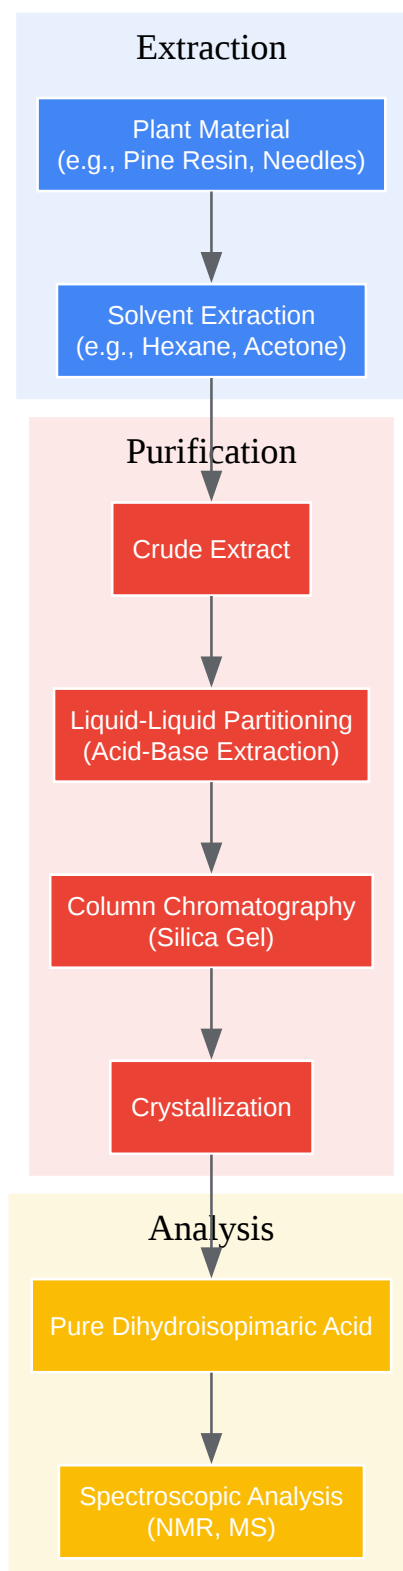 Extraction
Plant Material
(e.g., Pine Resin, Needles)
Solvent Extraction
(e.g., Hexane, Acetone)
Purification
Crude Extract
Liquid-Liquid Partitioning
(Acid-Base Extraction)
Column Chromatography
(Silica Gel)
Crystallization
Analysis
Pure Dihydroisopimaric Acid
Spectroscopic Analysis
(NMR, MS)